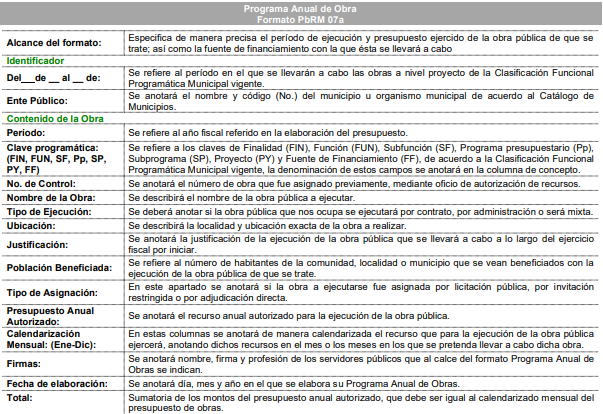 Programa Anual de Obra
Formato PbRM 07a
Alcance del formato:
Especifica de manera precisa el período de ejecución y presupuesto ejercido de la obra pública de que se
trate; así como la fuente de financiamiento con la que ésta se llevará a cabo
Identificador
Del___de __ al __ de:
Se refiere al período en el que se llevarán a cabo las obras a nivel proyecto de la Clasificación Funcional
Programática Municipal vigente.
Ente Público:
Se anotará el nombre y código (No.) del municipio u organismo municipal de acuerdo al Catálogo de
Municipios.
Contenido de la Obra
Período:
Se refiere al año fiscal referido en la elaboración del presupuesto.
Clave programática:
(FIN, FUN, SF, Pp, SP,
PY, FF)
Se refiere a los claves de Finalidad (FIN), Función (FUN), Subfunción (SF), Programa presupuestario (Pp),
Subprograma (SP), Proyecto (PY) y Fuente de Financiamiento (FF), de acuerdo a la Clasificación Funcional
Programática Municipal vigente, la denominación de estos campos se anotará en la columna de concepto.
No. de Control:
Se anotará el número de obra que fue asignado previamente, mediante oficio de autorización de recursos.
Nombre de la Obra:
Se describirá el nombre de la obra pública a ejecutar.
Tipo de Ejecución:
Se deberá anotar si la obra pública que nos ocupa se ejecutará por contrato, por administración o será mixta.
Ubicación:
Se describirá la localidad y ubicación exacta de la obra a realizar.
Justificación:
Se anotará la justificación de la ejecución de la obra pública que se llevará a cabo a lo largo del ejercicio
fiscal por iniciar.
Población Beneficiada:
Se refiere al número de habitantes de la comunidad, localidad o municipio que se vean beneficiados con la
ejecución de la obra pública de que se trate.
Tipo de Asignación:
En este apartado se anotará si la obra a ejecutarse fue asignada por licitación pública, por invitación
restringida o por adjudicación directa.
Presupuesto Anual
Autorizado:
Se anotará el recurso anual autorizado para la ejecución de la obra pública.
Calendarización
Mensual: (Ene-Dic):
En estas columnas se anotará de manera calendarizada el recurso que para la ejecución de la obra pública
ejercerá, anotando dichos recursos en el mes o los meses en los que se pretenda llevar a cabo dicha obra.
Firmas:
Se anotará nombre, firma y profesión de los servidores públicos que al calce del formato Programa Anual de
Obras se indican.
Fecha de elaboración:
Se anotará día, mes y año en el que se elabora su Programa Anual de Obras.
Total:
Sumatoria de los montos del presupuesto anual autorizado, que debe ser igual al calendarizado mensual del
presupuesto de obras.